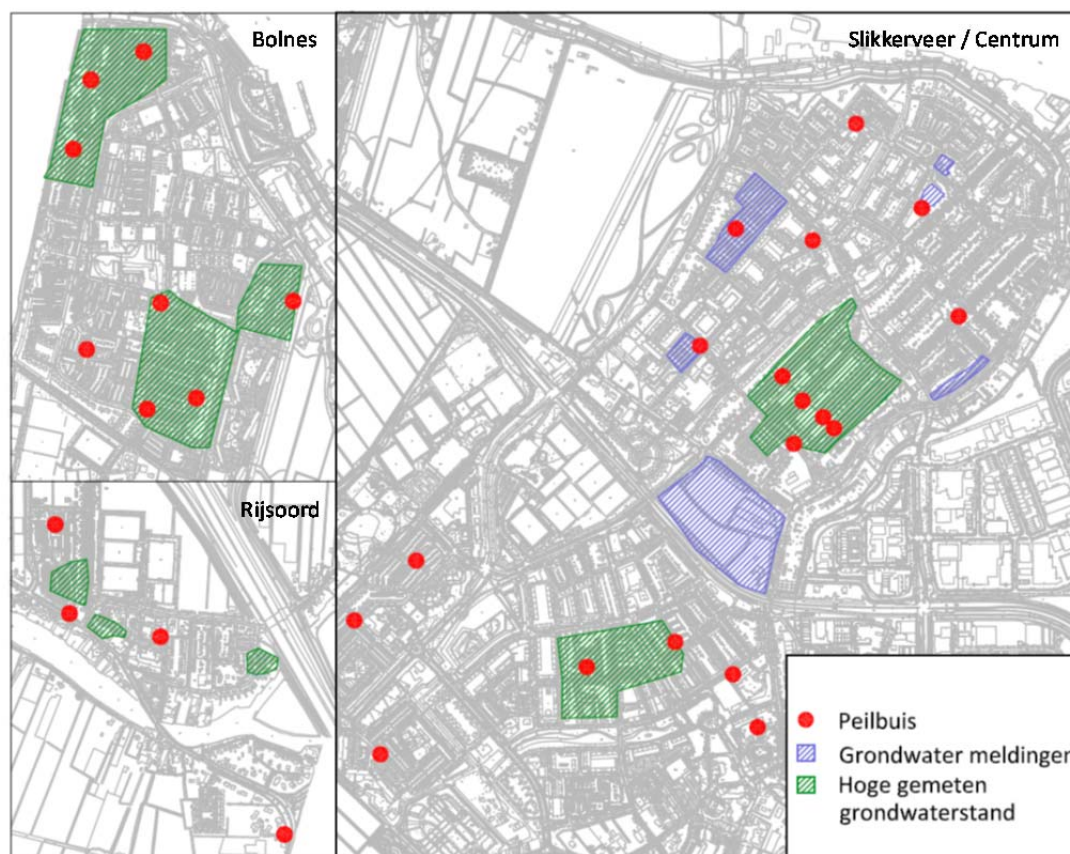 Bolnes
Slikkerveer / Centrum
Rijsoord
Peilbuis
Grondwater meldingen
Hoge gemeten
grondwaterstand